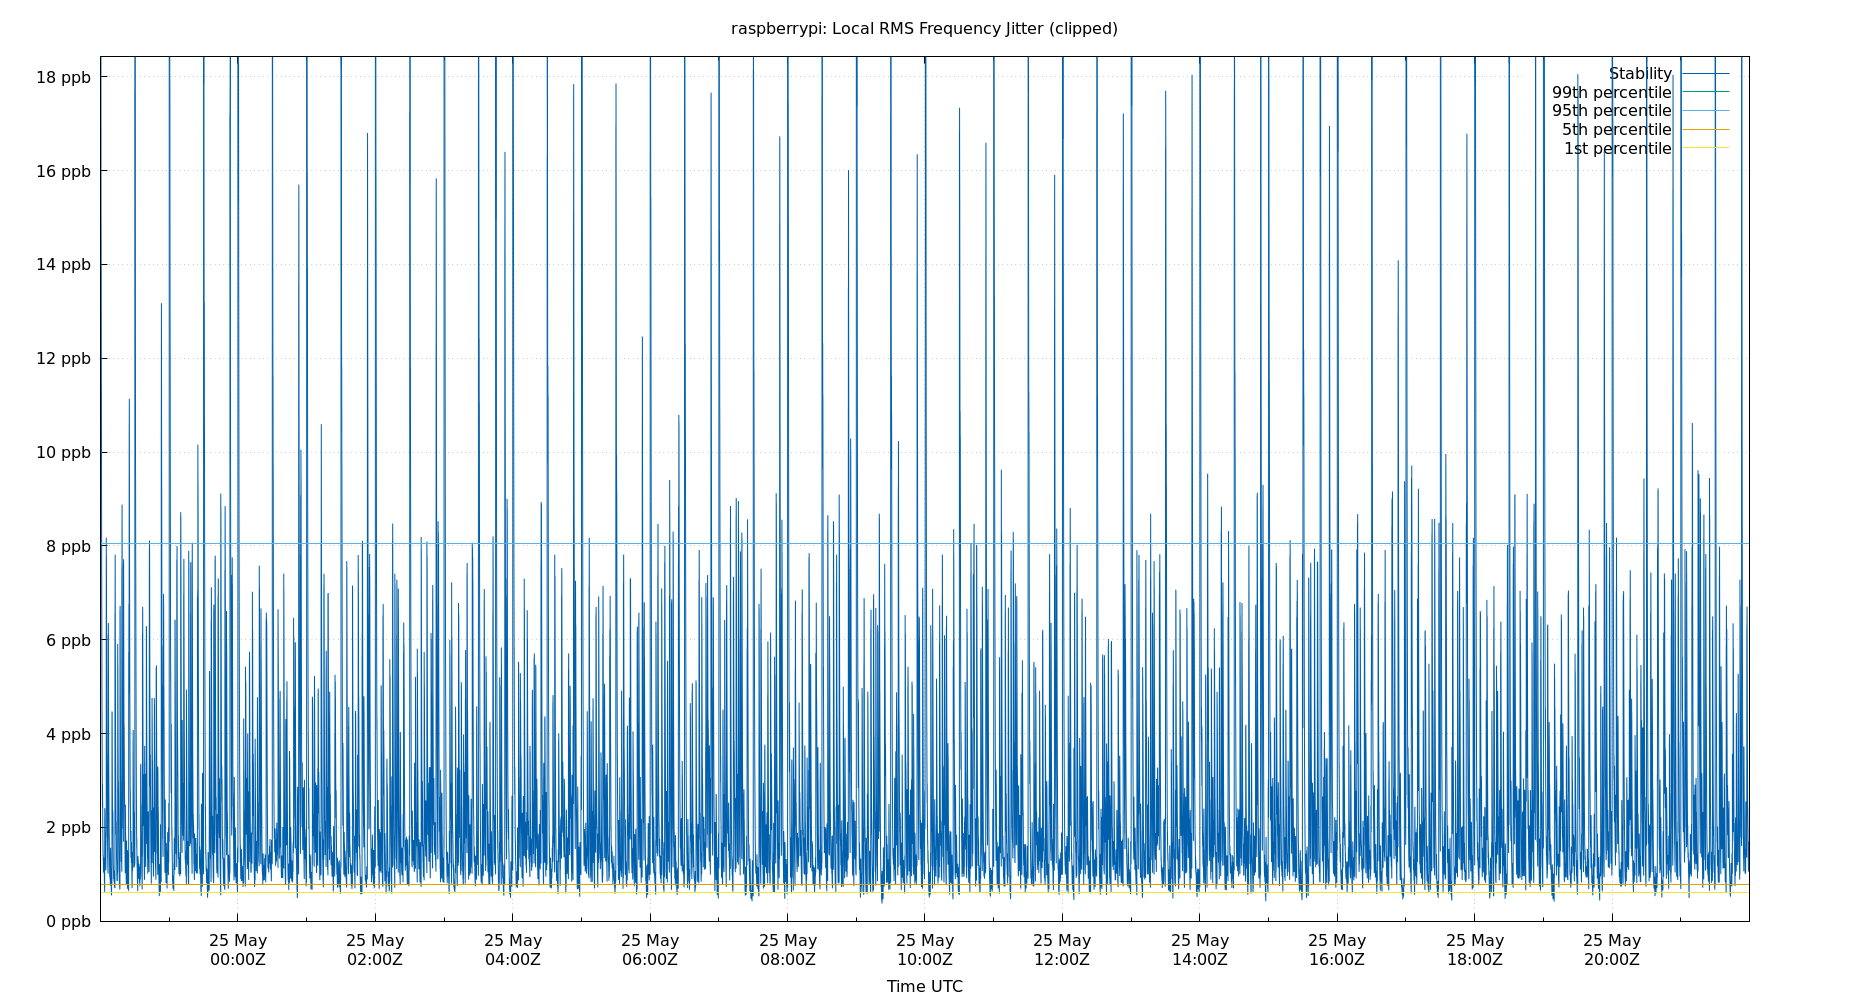 raspberrypi: Local RMS Frequency Jitter (clipped)
18 ppb
16 ppb
14 ppb
12 ppb
10 ppb
8 ppb
6 ppb
4 ppb
2 ppb
0 ppb
Stability
99th percentile
95th percentile
5th percentile
1st percentile
25 May 25 May 25 May 25 May 25 May 25 May 25 May 25 May 25 May 25 May 25 May
00:00Z 02:00Z 04:00Z 06:00Z 08:00Z 10:00Z 12:00Z 14:00Z 16:00Z 18:00Z 20:00Z
Time UTC